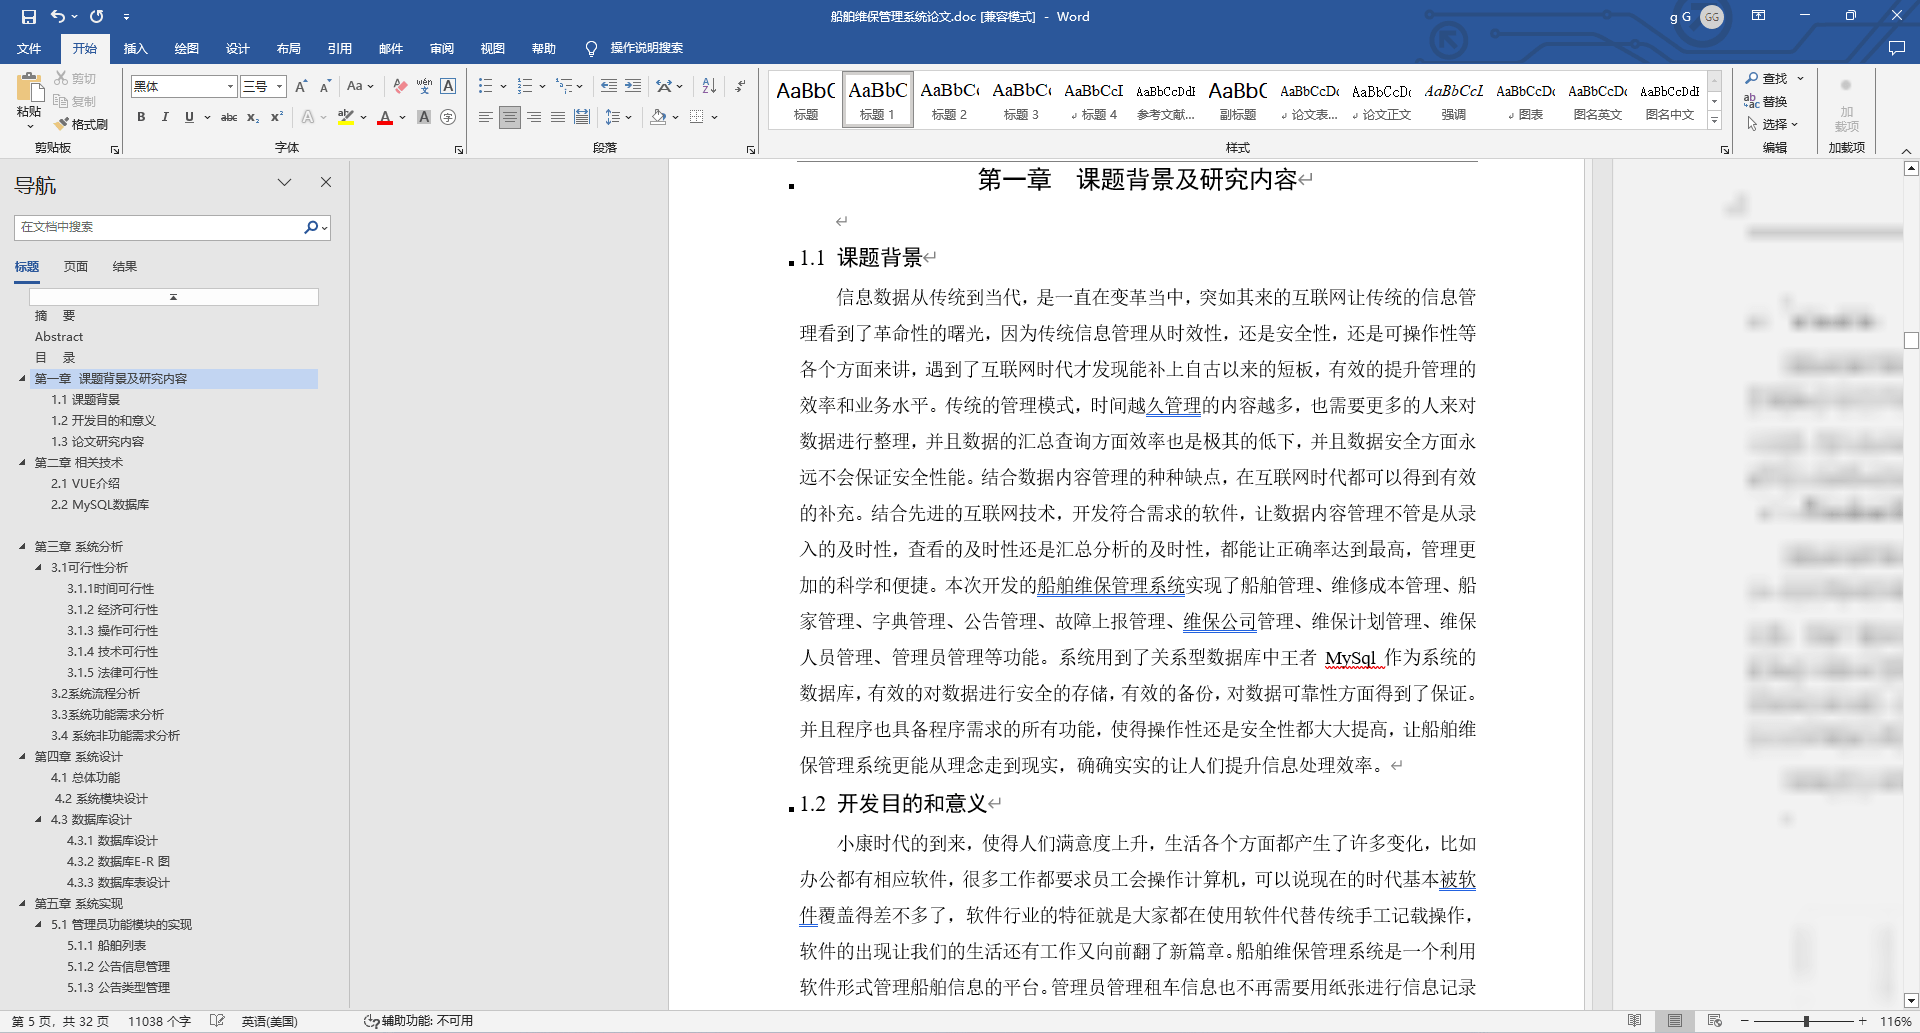 船舶维保管理系统论文.doc [兼容模式] - Word
g G
GG
文件 开始 插入 绘图 设计 布局 引用 邮件 审阅 视图 帮助 操作说明搜索
粘贴
剪切
复制
格式刷
剪贴板
黑体 三号
字体
段落
AaBbC 标题
AaBbC 标题 1
AaBbC 标题 2
AaBbC 标题 3
AaBbCcI 标题 4
AaBbCcDdI 参考文献...
AaBbC 副标题
AaBbCcDc 论文表...
AaBbCcDc 论文正文
AaBbCcL 强调
AaBbCcDc 图表
AaBbCcDc 图名英文
AaBbCcDdI 图名中文
样式
查找
替换
选择
编辑
加载项
加载项
导航
在文档中搜索
标题 页面 结果
摘 要
Abstract
目 录
第一章 课题背景及研究内容
1.1 课题背景
1.2 开发目的和意义
1.3 论文研究内容
第二章 相关技术
2.1 VUE介绍
2.2 MySQL数据库
第三章 系统分析
3.1可行性分析
3.1.1时间可行性
3.1.2 经济可行性
3.1.3 操作可行性
3.1.4 技术可行性
3.1.5 法律可行性
3.2系统流程分析
3.3系统功能需求分析
3.4 系统非功能需求分析
第四章 系统设计
4.1 总体功能
4.2 系统模块设计
4.3 数据库设计
4.3.1 数据库设计
4.3.2 数据库E-R 图
4.3.3 数据库表设计
第五章 系统实现
5.1 管理员功能模块的实现
5.1.1 船舶列表
5.1.2 公告信息管理
5.1.3 公告类型管理
第一章 课题背景及研究内容
1.1 课题背景
信息数据从传统到当代，是一直在变革当中，突如其来的互联网让传统的信息管
理看到了革命性的曙光，因为传统信息管理从时效性，还是安全性，还是可操作性等
各个方面来讲，遇到了互联网时代才发现能补上自古以来的短板，有效的提升管理的
效率和业务水平。传统的管理模式，时间越久管理的内容越多，也需要更多的人来对
数据进行整理，并且数据的汇总查询方面效率也是极其的低下，并且数据安全方面永
远不会保证安全性能。结合数据内容管理的种种缺点，在互联网时代都可以得到有效
的补充。结合先进的互联网技术，开发符合需求的软件，让数据内容管理不管是从录
入的及时性，查看的及时性还是汇总分析的及时性，都能让正确率达到最高，管理更
加的科学和便捷。本次开发的船舶维保管理系统实现了船舶管理、维修成本管理、船
家管理、字典管理、公告管理、故障上报管理、维保公司管理、维保计划管理、维保
人员管理、管理员管理等功能。系统用到了关系型数据库中王者 MySql 作为系统的
数据库，有效的对数据进行安全的存储，有效的备份，对数据可靠性方面得到了保证。
并且程序也具备程序需求的所有功能，使得操作性还是安全性都大大提高，让船舶维
保管理系统更能从理念走到现实，确确实实的让人们提升信息处理效率。
1.2 开发目的和意义
小康时代的到来，使得人们满意度上升，生活各个方面都产生了许多变化，比如
办公都有相应软件，很多工作都要求员工会操作计算机，可以说现在的时代基本被软
件覆盖得差不多了，软件行业的特征就是大家都在使用软件代替传统手工记载操作，
软件的出现让我们的生活还有工作又向前翻了新篇章。船舶维保管理系统是一个利用
软件形式管理船舶信息的平台。管理员管理租车信息也不再需要用纸张进行信息记录
第 5 页，共 32 页 11038 个字 英语(美国) 辅助功能: 不可用 116%